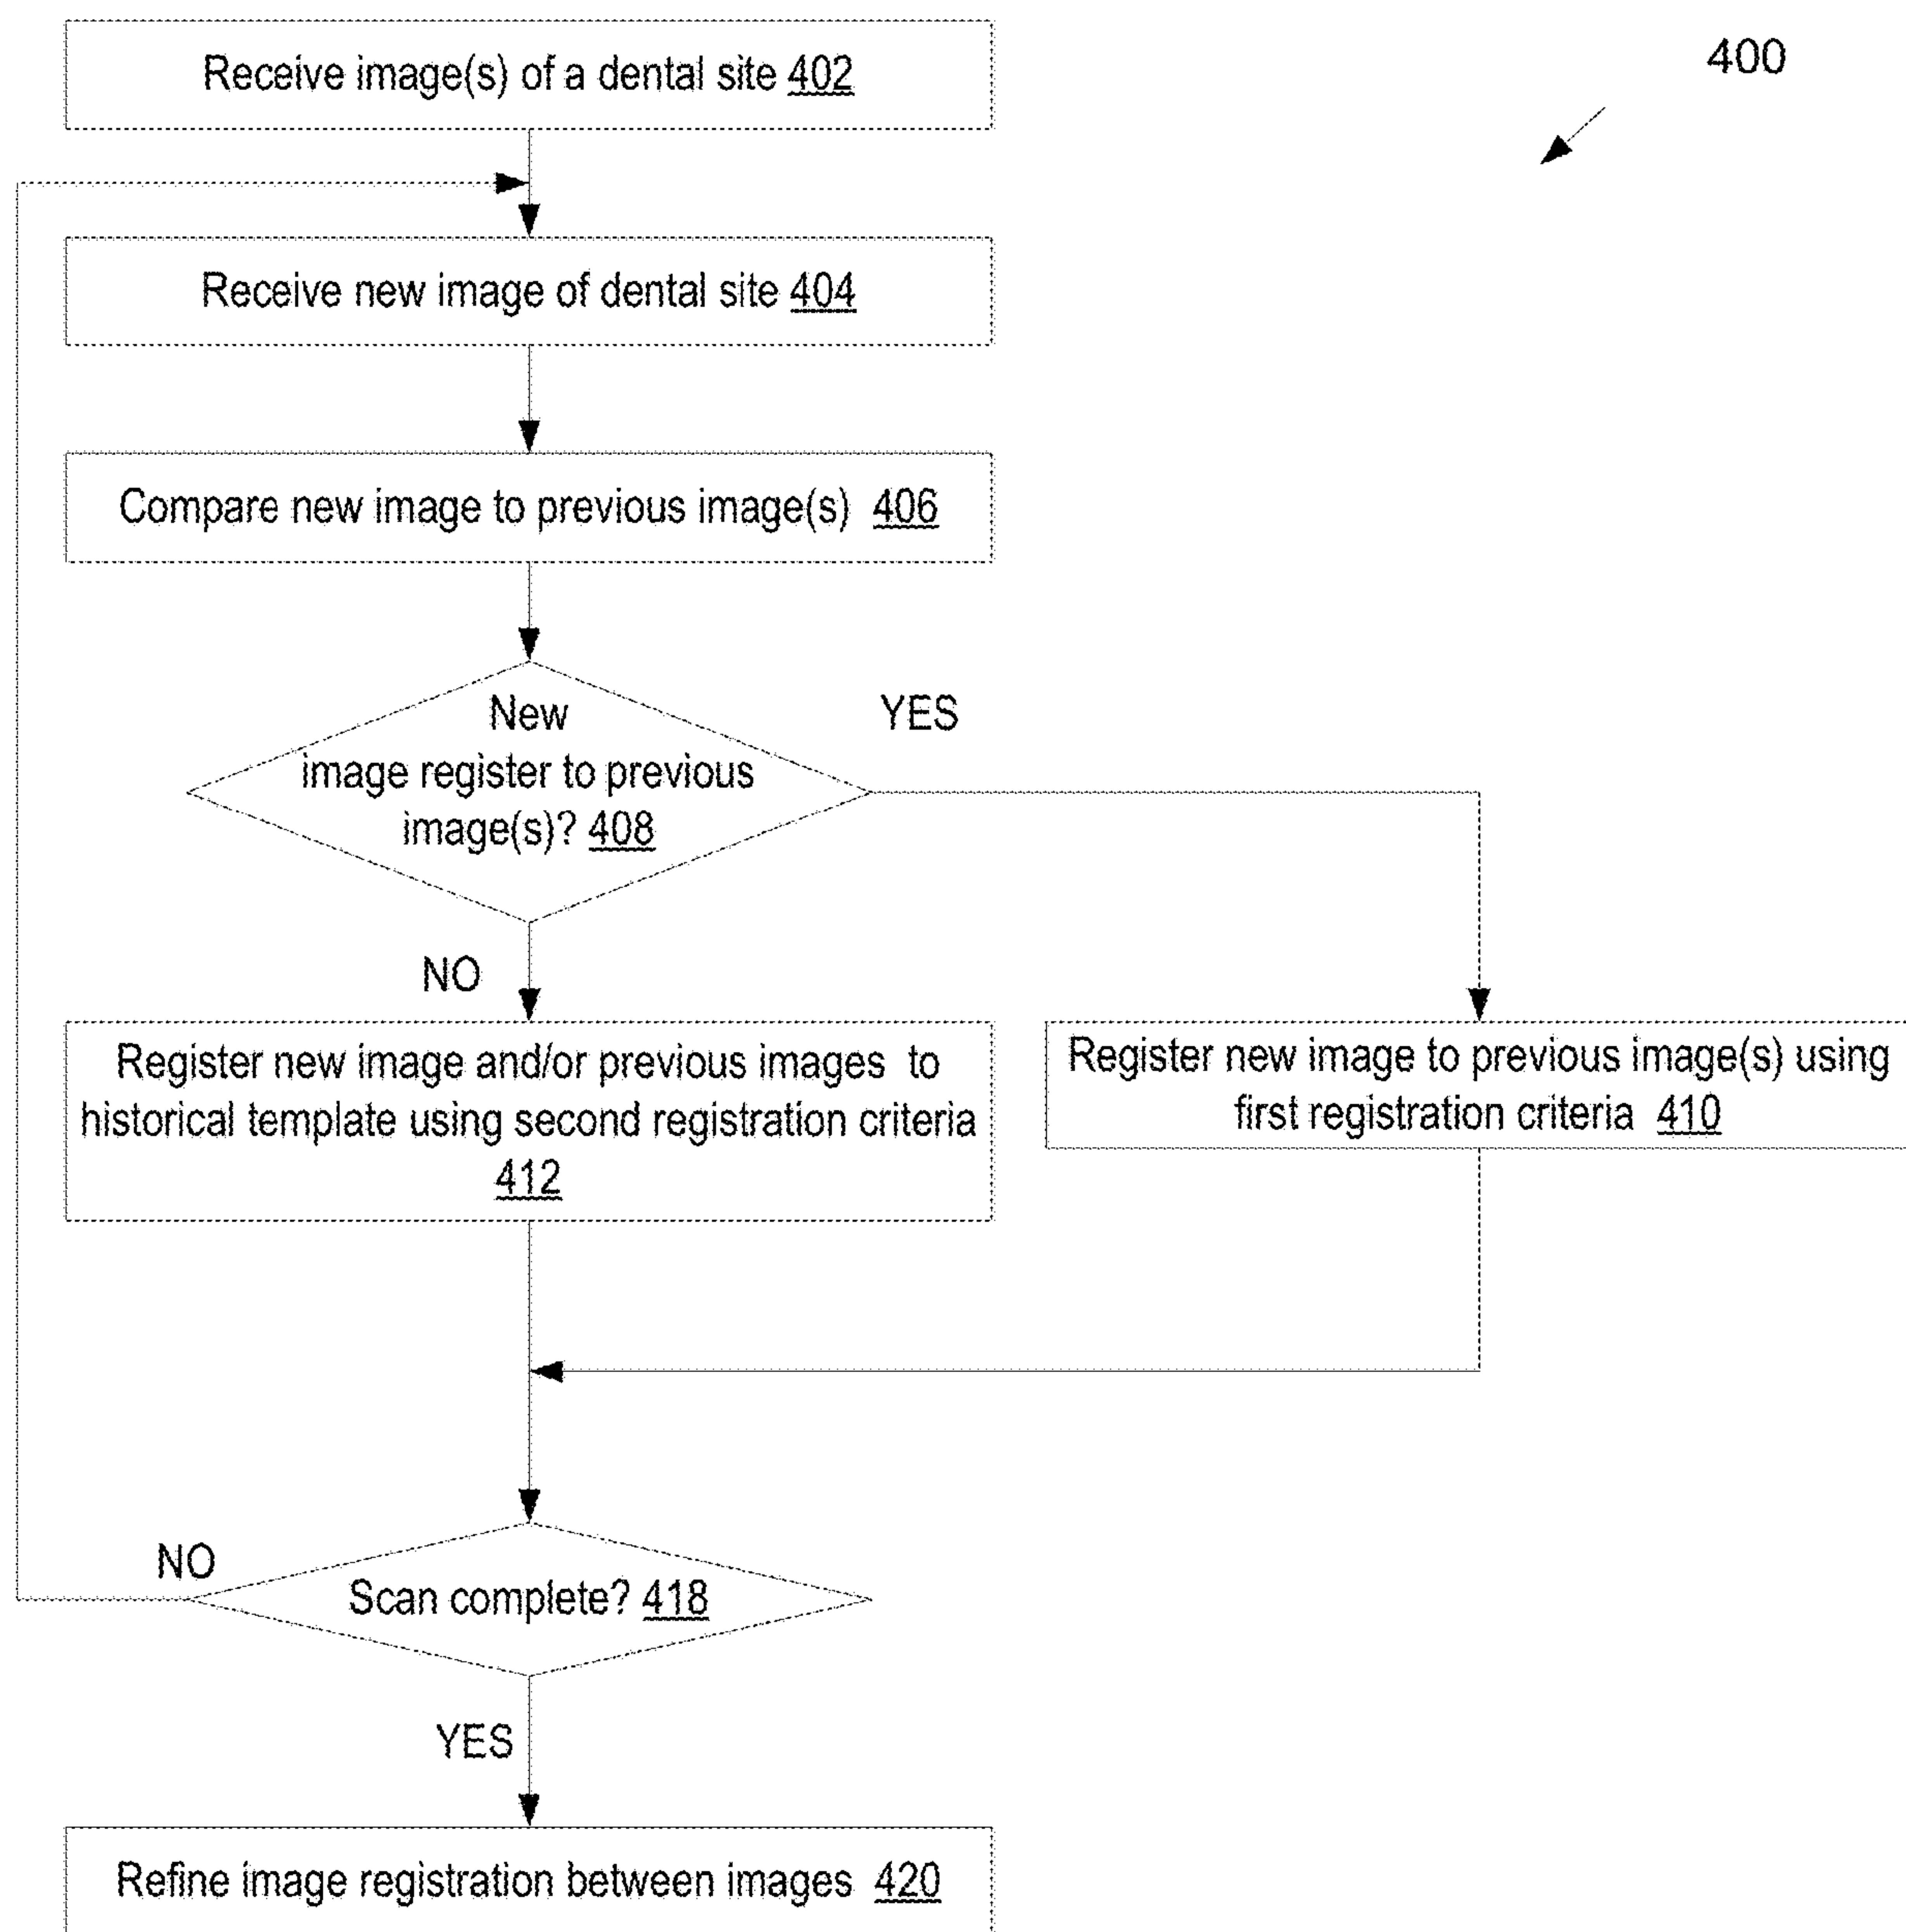 400
Receive image(s) of a dental site 402
Receive new image of dental site 404
Compare new image to previous image(s) 406
New
image register to previous
image(s)? 408
YES
NO
Register new image and/or previous images to
historical template using second registration criteria
412
Register new image to previous image(s) using
first registration criteria 410
NO
Scan complete? 418
YES
Refine image registration between images 420